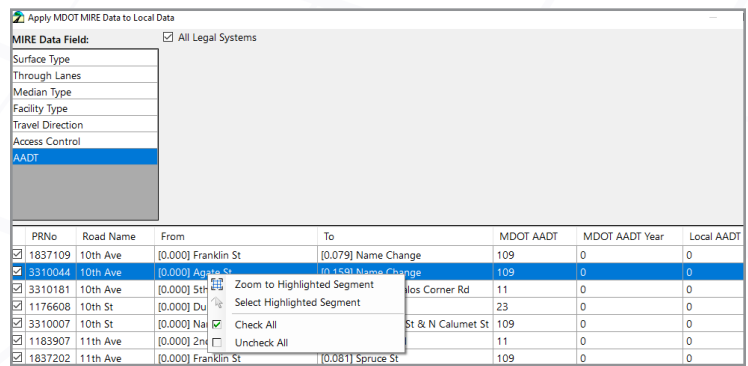 Apply MDOT MIRE Data to Local Data
MIRE Data Field:
All Legal Systems
Surface Type
Through Lanes
Median Type
Facility Type
Travel Direction
Access Control
AADT
PRNo Road Name From To MDOT AADT MDOT AADT Year Local AADT
1837109 10th Ave [0.000] Franklin St [0.079] Name Change 109 0 0
3310044 10th Ave [0.000] Agate St [0.159] Name Change 109 0 0
3310181 10th Ave [0.000] 5th alos Corner Rd 11 0 0
1176608 10th St [0.000] Du 23 0 0
3310007 10th St [0.000] Na St & N Calumet St 109 0 0
1183907 11th Ave [0.000] 2nd 11 0 0
1837202 11th Ave [0.000] Franklin St [0.081] Spruce St 109 0 0
Zoom to Highlighted Segment
Select Highlighted Segment
Check All
Uncheck All